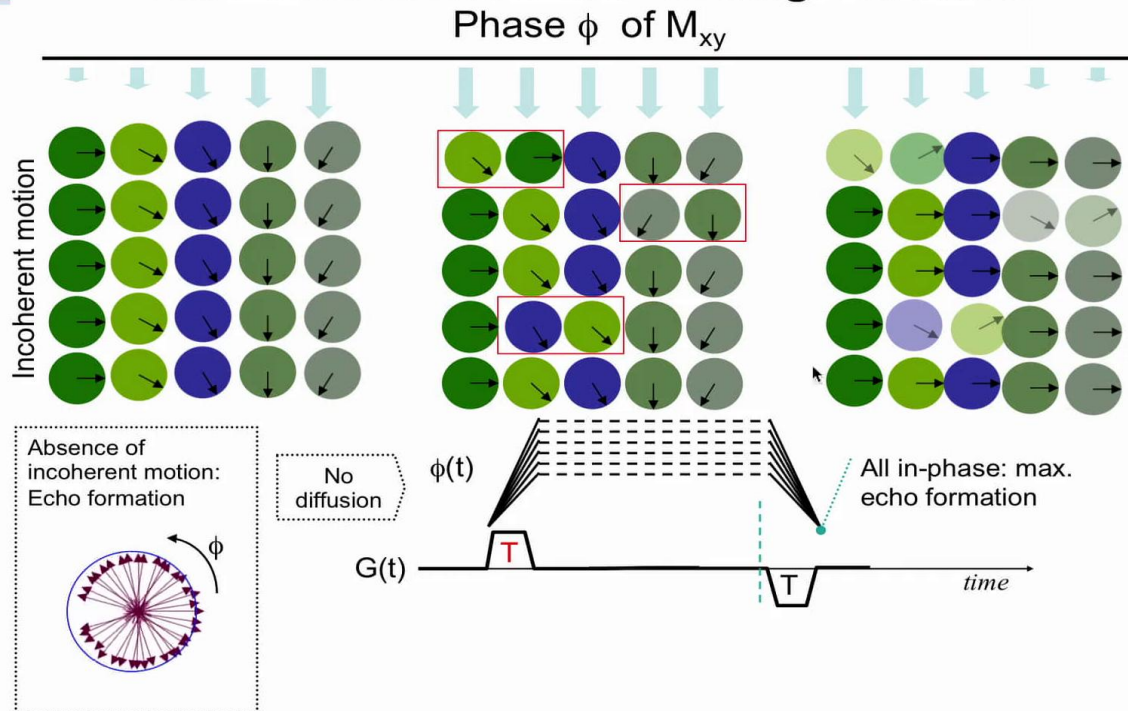 Phase ϕ of Mxy
Incoherent motion
Absence of
incoherent motion:
Echo formation
ϕ
No
diffusion
ϕ(t)
All in-phase: max.
echo formation
T
G(t)
T
time